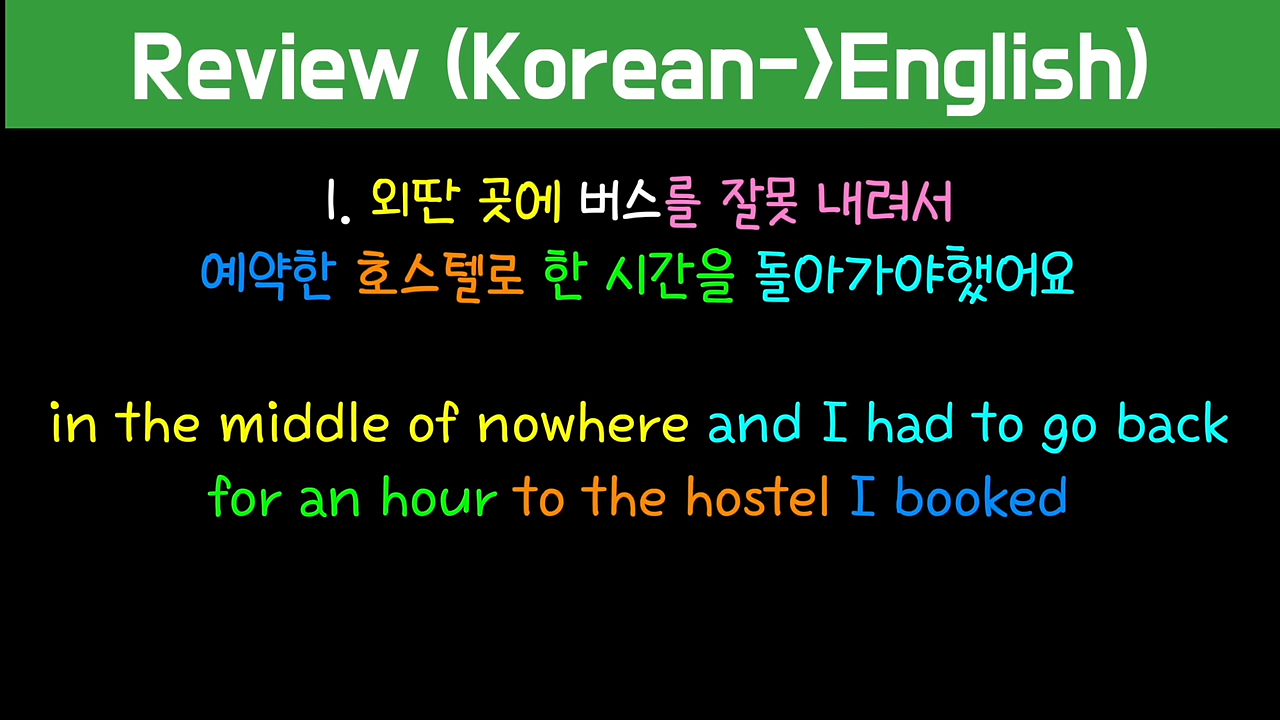 Review (Korean->English)
1. 외딴 곳에 버스를 잘못 내려서
예약한 호스텔로 한 시간을 돌아가야했어요
in the middle of nowhere and I had to go back
for an hour to the hostel I booked